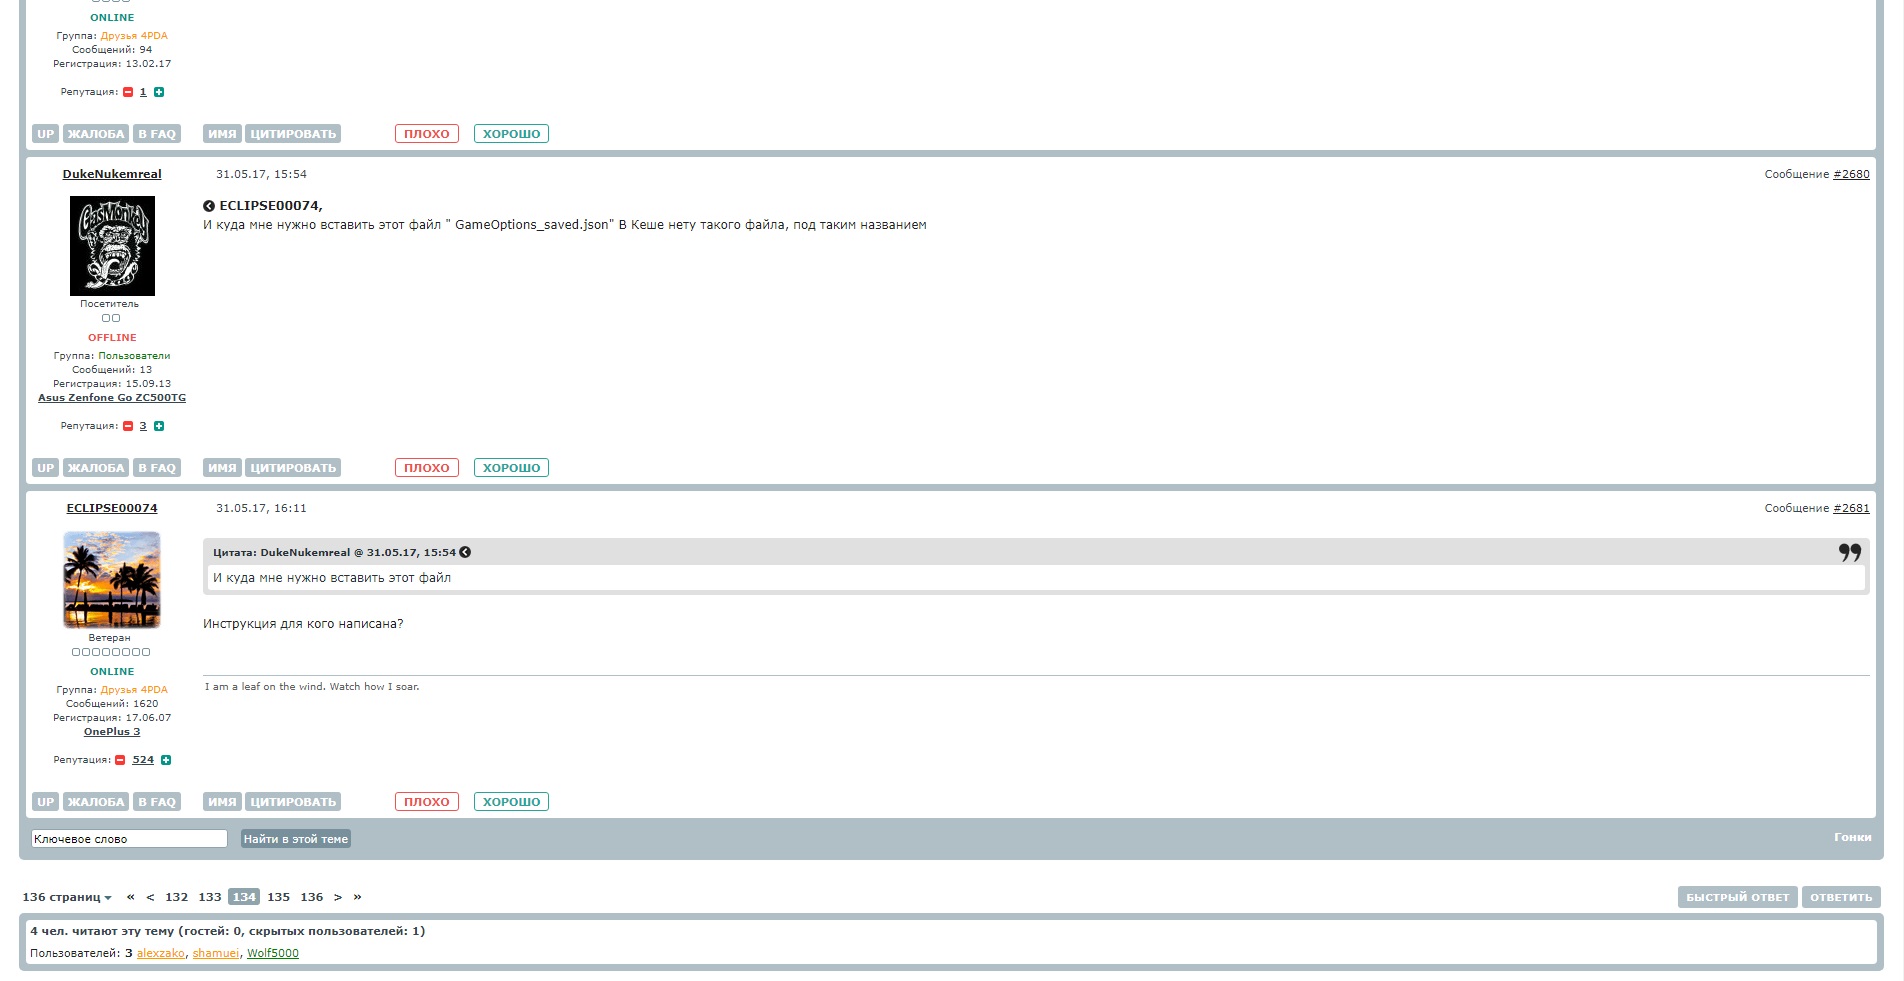 ONLINE
Группа: Друзья 4PDA
Сообщений: 94
Регистрация: 13.02.17
Репутация: 1
UP ЖАЛОБА В FAQ ИМЯ ЦИТИРОВАТЬ ПЛОХО ХОРОШО
DukeNukemreal 31.05.17, 15:54 Сообщение #2680
ECLIPSE00074,
И куда мне нужно вставить этот файл " GameOptions_saved.json" В Кеше нету такого файла, под таким названием
GasMonkey
Посетитель
OFFLINE
Группа: Пользователи
Сообщений: 13
Регистрация: 15.09.13
Asus Zenfone Go ZC500TG
Репутация: 3
UP ЖАЛОБА В FAQ ИМЯ ЦИТИРОВАТЬ ПЛОХО ХОРОШО
ECLIPSE00074 31.05.17, 16:11 Сообщение #2681
Цитата: DukeNukemreal @ 31.05.17, 15:54
И куда мне нужно вставить этот файл
Инструкция для кого написана?
Ветеран
ONLINE
Группа: Друзья 4PDA
Сообщений: 1620
Регистрация: 17.06.07
OnePlus 3
Репутация: 524
I am a leaf on the wind. Watch how I soar.
UP ЖАЛОБА В FAQ ИМЯ ЦИТИРОВАТЬ ПЛОХО ХОРОШО
Ключевое слово Найти в этой теме Гонки
136 страниц « < 132 133 134 135 136 > » БЫСТРЫЙ ОТВЕТ ОТВЕТИТЬ
4 чел. читают эту тему (гостей: 0, скрытых пользователей: 1)
Пользователей: 3 alexzako, shamuei, Wolf5000